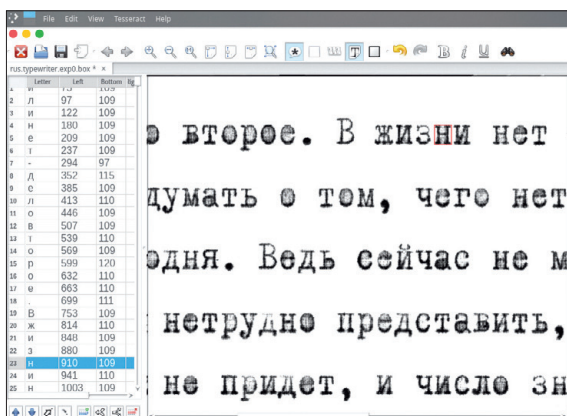 File Edit View Tesseract Help
rus.typewriter.exp0.box * ×
Letter Left Bottom
2 л 97 109
3 и 122 109
4 н 180 109
5 е 209 109
6 т 237 109
7 - 294 97
8 д 352 115
9 е 385 109
10 л 413 110
11 о 446 109
12 в 507 109
13 т 539 110
14 о 569 109
15 р 599 120
16 о 632 110
17 е 663 110
18 . 699 111
19 В 753 109
20 ж 814 110
21 и 848 109
22 з 880 109
23 н 910 109
24 и 941 110
25 н 1003 109
о второе. В жизни нет
думать о том, чего нет
одня. Ведь сейчас не м
нетрудно представить,
не придет, и число зн